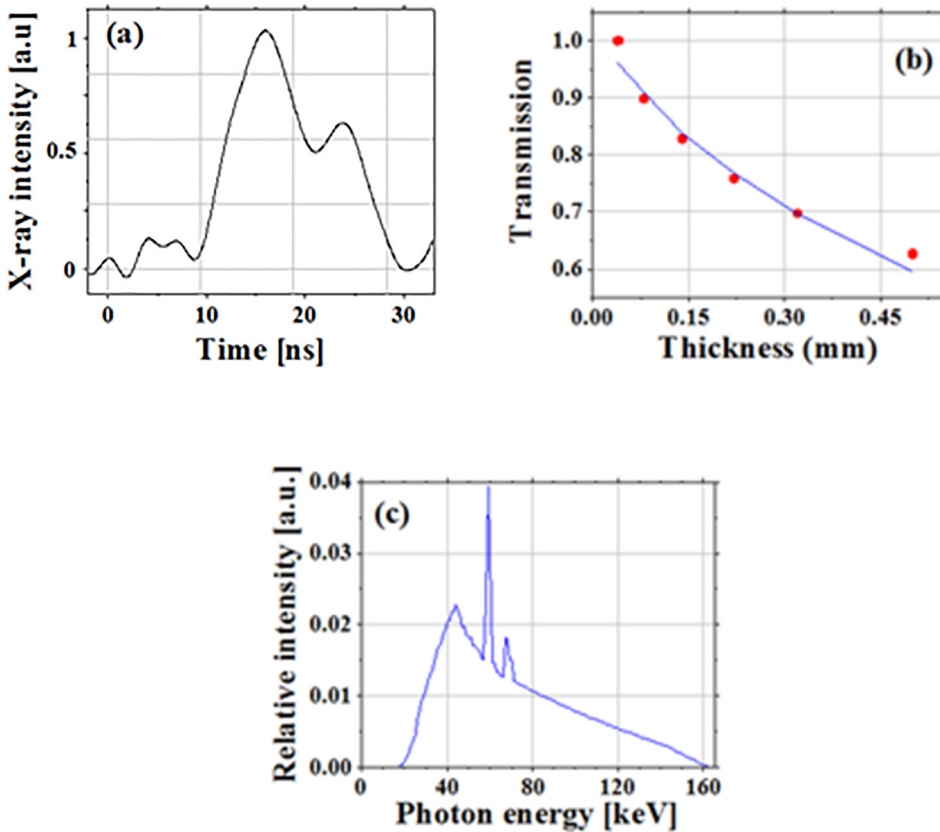 (a)
X-ray intensity [a.u]
1
0.5
0
0
10
20
30
Time [ns]
(b)
Transmission
1.0
0.9
0.8
0.7
0.6
0.00
0.15
0.30
0.45
Thickness (mm)
(c)
Relative intensity [a.u.]
0.04
0.03
0.02
0.01
0.00
0
40
80
120
160
Photon energy [keV]